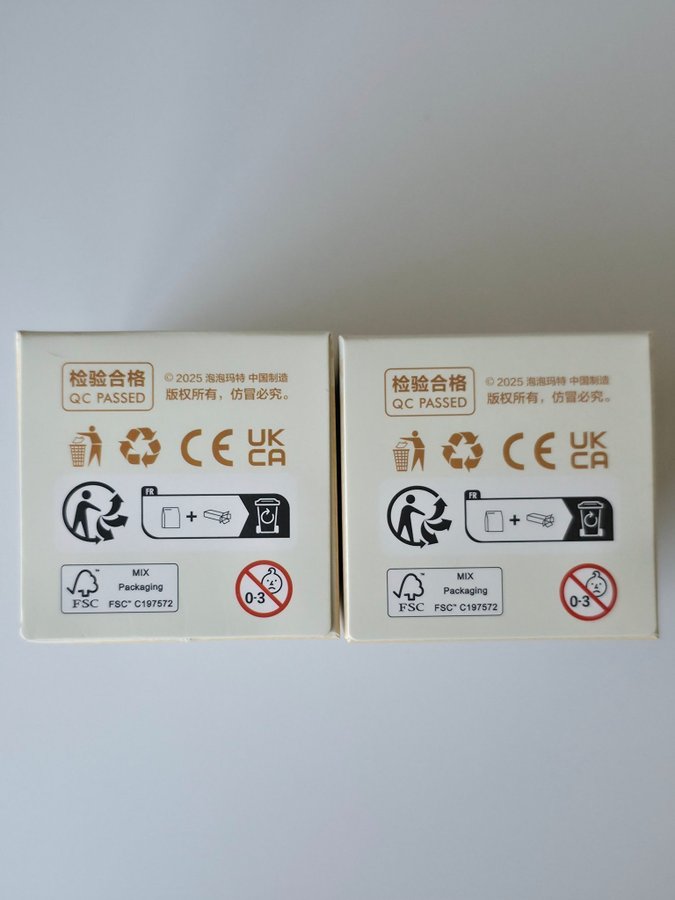 检验合格
QC PASSED
© 2025 泡泡玛特 中国制造
版权所有，仿冒必究。
CE
UK
CA
FR
+
FSC™
MIX
Packaging
FSC™ C197572
0-3
检验合格
QC PASSED
© 2025 泡泡玛特 中国制造
版权所有，仿冒必究。
CE
UK
CA
FR
+
FSC™
MIX
Packaging
FSC™ C197572
0-3